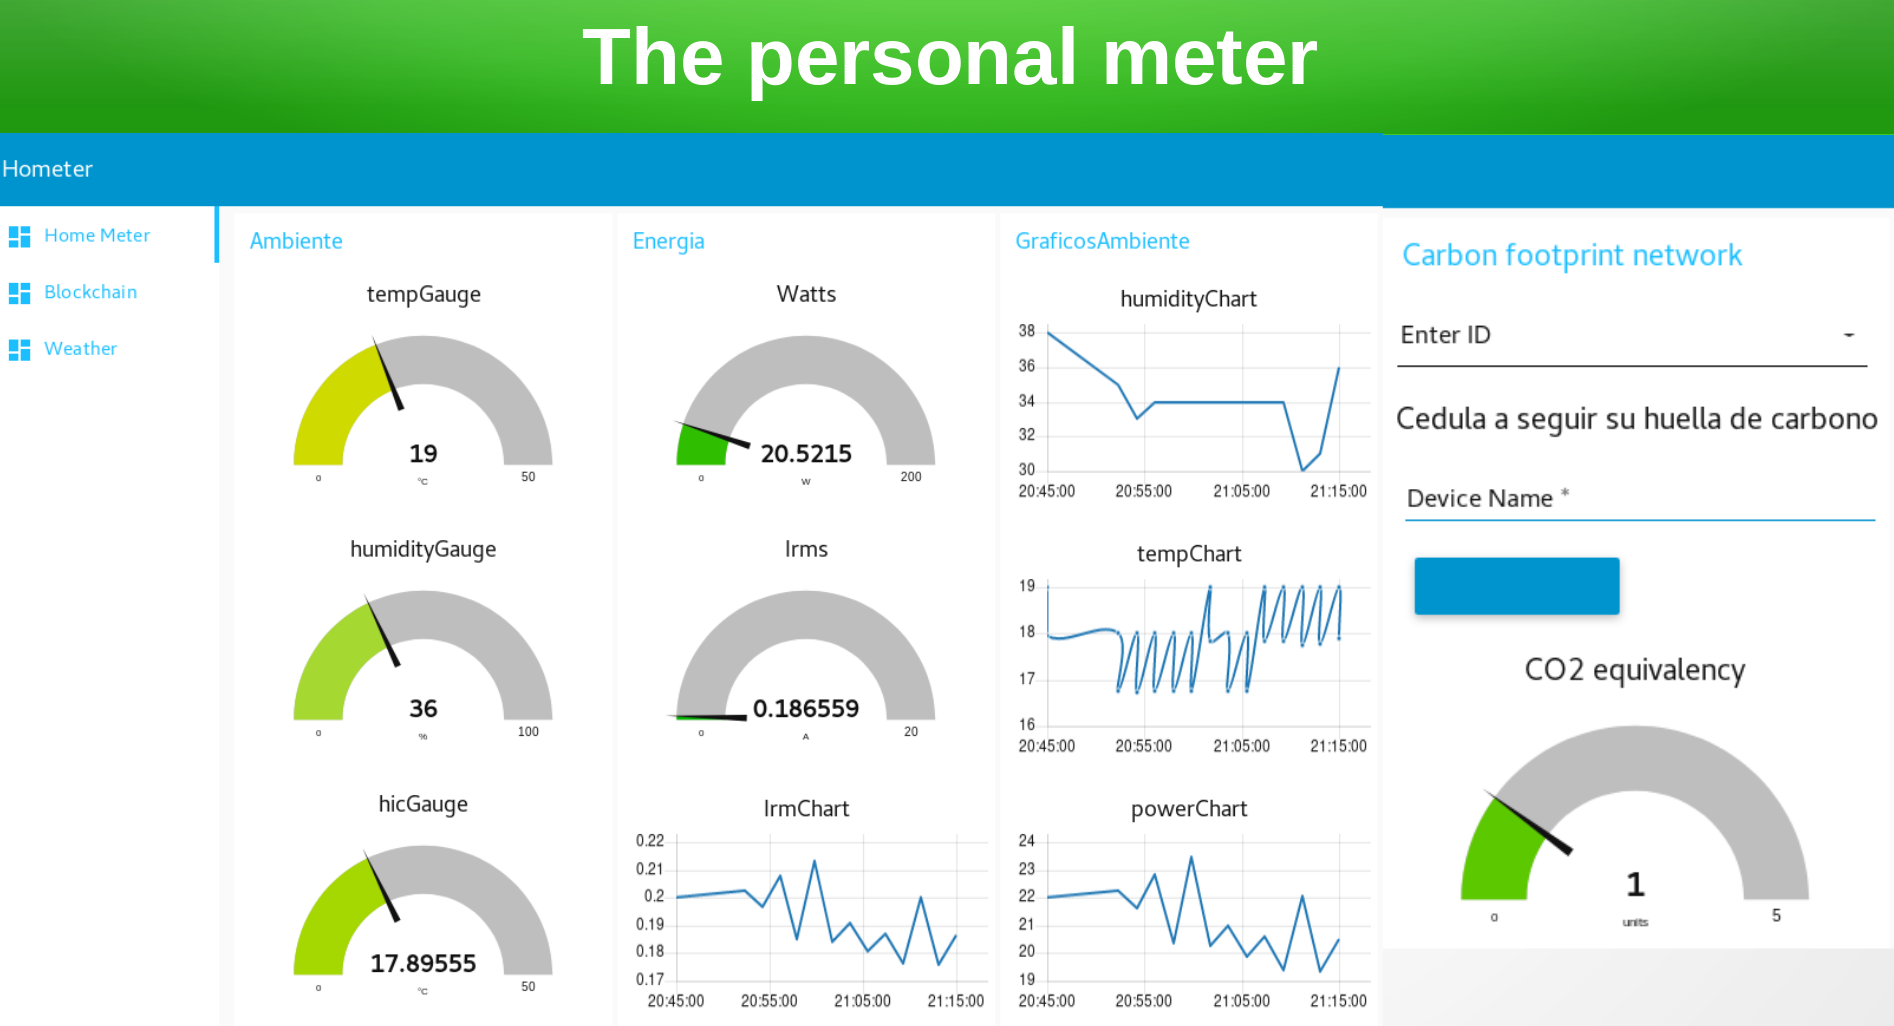 The personal meter
Hometer
Home Meter
Blockchain
Weather
Ambiente
tempGauge
19
°C
0
50
humidityGauge
36
%
0
100
hicGauge
17.89555
°C
0
50
Energia
Watts
20.5215
W
0
200
Irms
0.186559
A
0
20
IrmChart
0.22
0.21
0.2
0.19
0.18
0.17
20:45:00 20:55:00 21:05:00 21:15:00
GraficosAmbiente
humidityChart
38
36
34
32
30
20:45:00 20:55:00 21:05:00 21:15:00
tempChart
19
18
17
16
20:45:00 20:55:00 21:05:00 21:15:00
powerChart
24
23
22
21
20
19
20:45:00 20:55:00 21:05:00 21:15:00
Carbon footprint network
Enter ID
Cedula a seguir su huella de carbono
Device Name *
CO2 equivalency
1
units
0
5